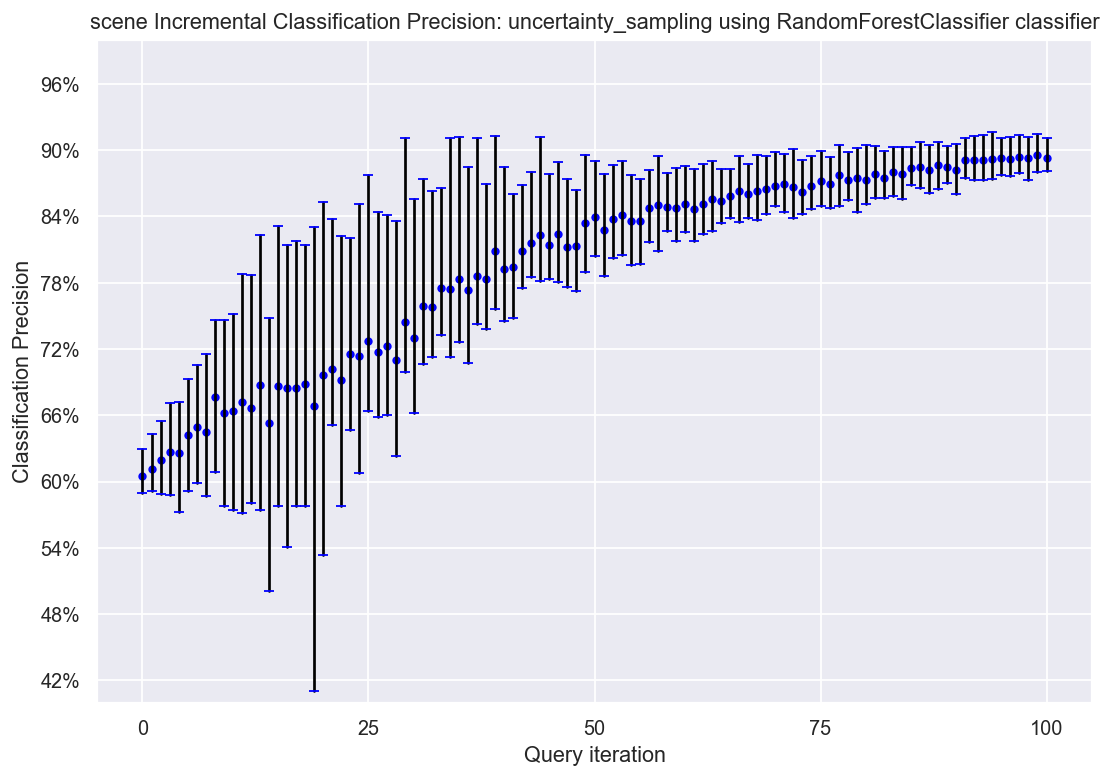 scene Incremental Classification Precision: uncertainty_sampling using RandomForestClassifier classifier
Classification Precision
96%
90%
84%
78%
72%
66%
60%
54%
48%
42%
0 25 50 75 100
Query iteration